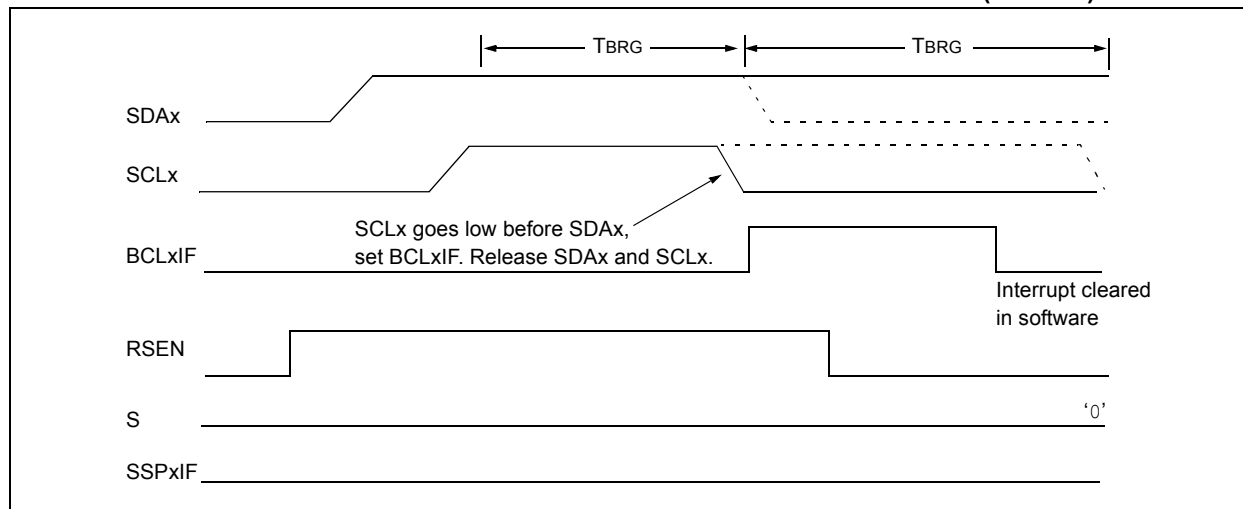 TBRG
TBRG
SDAx
SCLx
SCLx goes low before SDAx,
set BCLxIF. Release SDAx and SCLx.
BCLxIF
Interrupt cleared
in software
RSEN
S
‘0’
SSPxIF